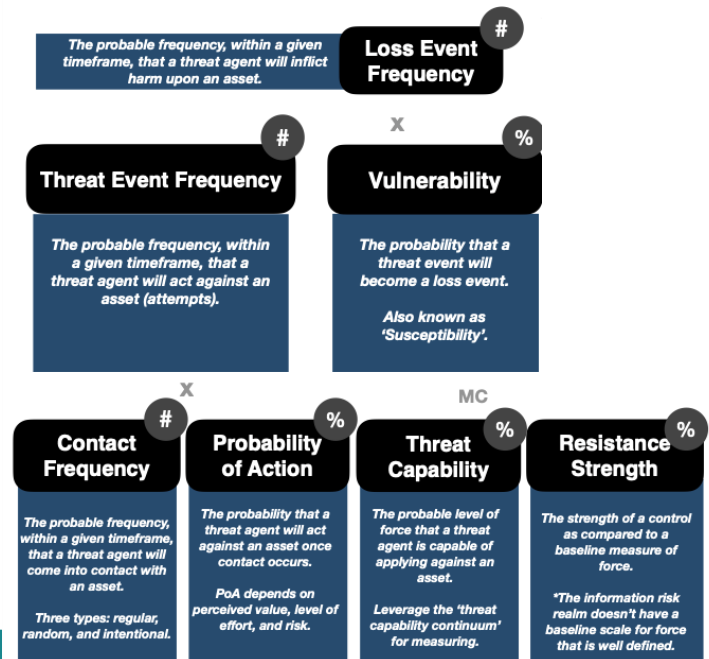 The probable frequency, within a given
timeframe, that a threat agent will inflict
harm upon an asset.
Loss Event
Frequency
#
X
Threat Event Frequency
#
The probable frequency, within
a given timeframe, that a
threat agent will act against an
asset (attempts).
Vulnerability
%
The probability that a
threat event will
become a loss event.
Also known as
‘Susceptibility’.
X
MC
Contact
Frequency
#
The probable frequency,
within a given timeframe,
that a threat agent will
come into contact with
an asset.
Three types: regular,
random, and intentional.
Probability
of Action
%
The probability that a
threat agent will act
against an asset once
contact occurs.
PoA depends on
perceived value, level of
effort, and risk.
Threat
Capability
%
The probable level of
force that a threat
agent is capable of
applying against an
asset.
Leverage the ‘threat
capability continuum’
for measuring.
Resistance
Strength
%
The strength of a control
as compared to a
baseline measure of
force.
*The information risk
realm doesn’t have a
baseline scale for force
that is well defined.